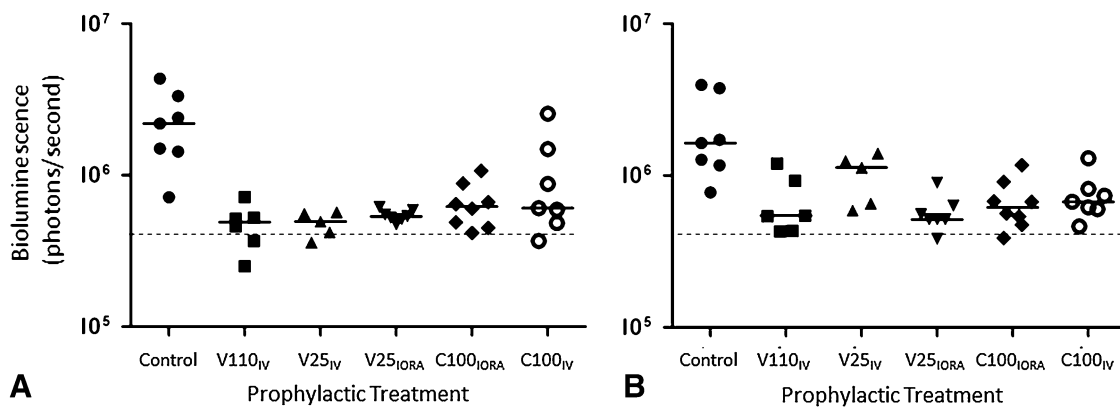 10⁷
10⁶
10⁵
Bioluminescence
(photons/second)
Control V110IV V25IV V25IORA C100IORA C100IV
Prophylactic Treatment
A
10⁷
10⁶
10⁵
Control V110IV V25IV V25IORA C100IORA C100IV
Prophylactic Treatment
B